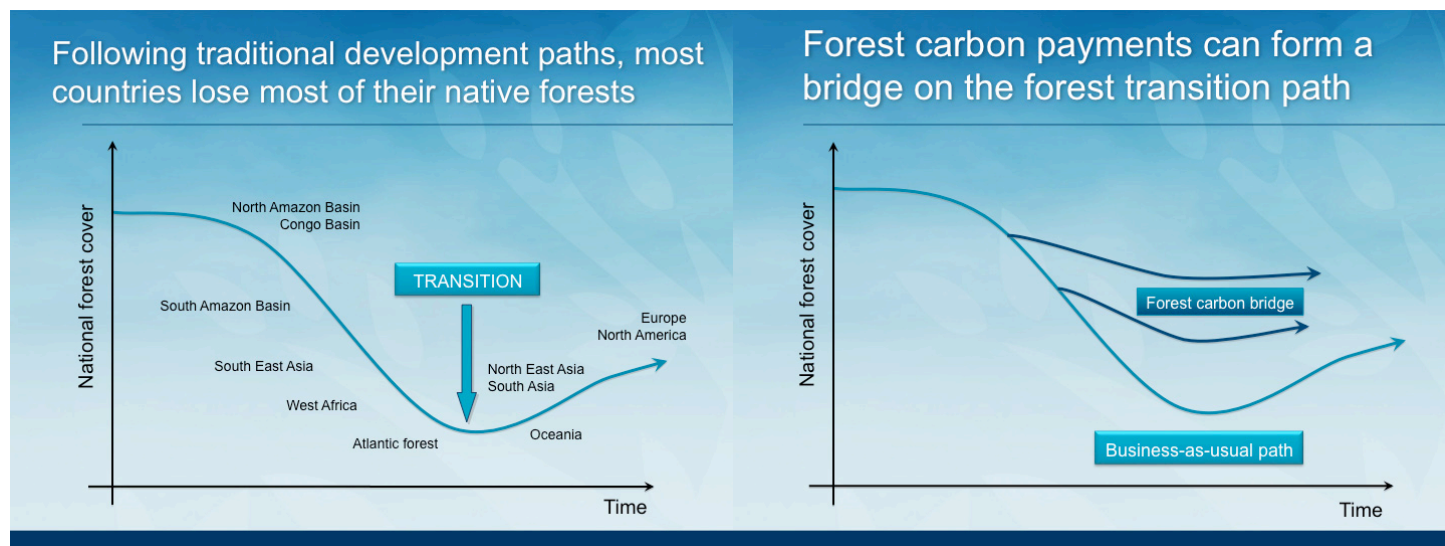 Following traditional development paths, most
countries lose most of their native forests
National forest cover
North Amazon Basin
Congo Basin
TRANSITION
South Amazon Basin
Europe
North America
South East Asia
North East Asia
South Asia
West Africa
Atlantic forest
Oceania
Time
Forest carbon payments can form a
bridge on the forest transition path
National forest cover
Forest carbon bridge
Business-as-usual path
Time